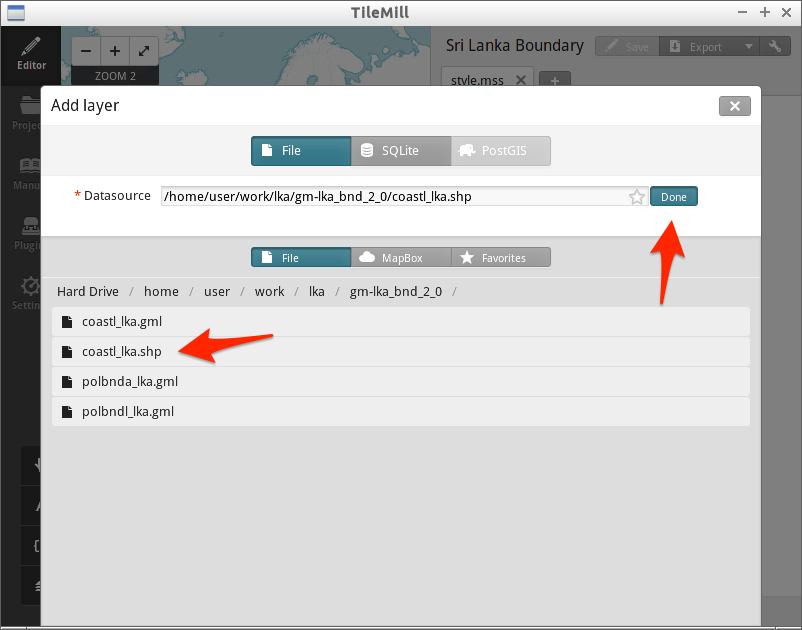 TileMill
Editor
ZOOM 2
Sri Lanka Boundary
Save
Export
style.mss
Add layer
File SQLite PostGIS
* Datasource /home/user/work/lka/gm-lka_bnd_2_0/coastl_lka.shp Done
File MapBox Favorites
Hard Drive / home / user / work / lka / gm-lka_bnd_2_0 /
coastl_lka.gml
coastl_lka.shp
polbnda_lka.gml
polbndl_lka.gml
Projec
Manu
Plugin
Settin